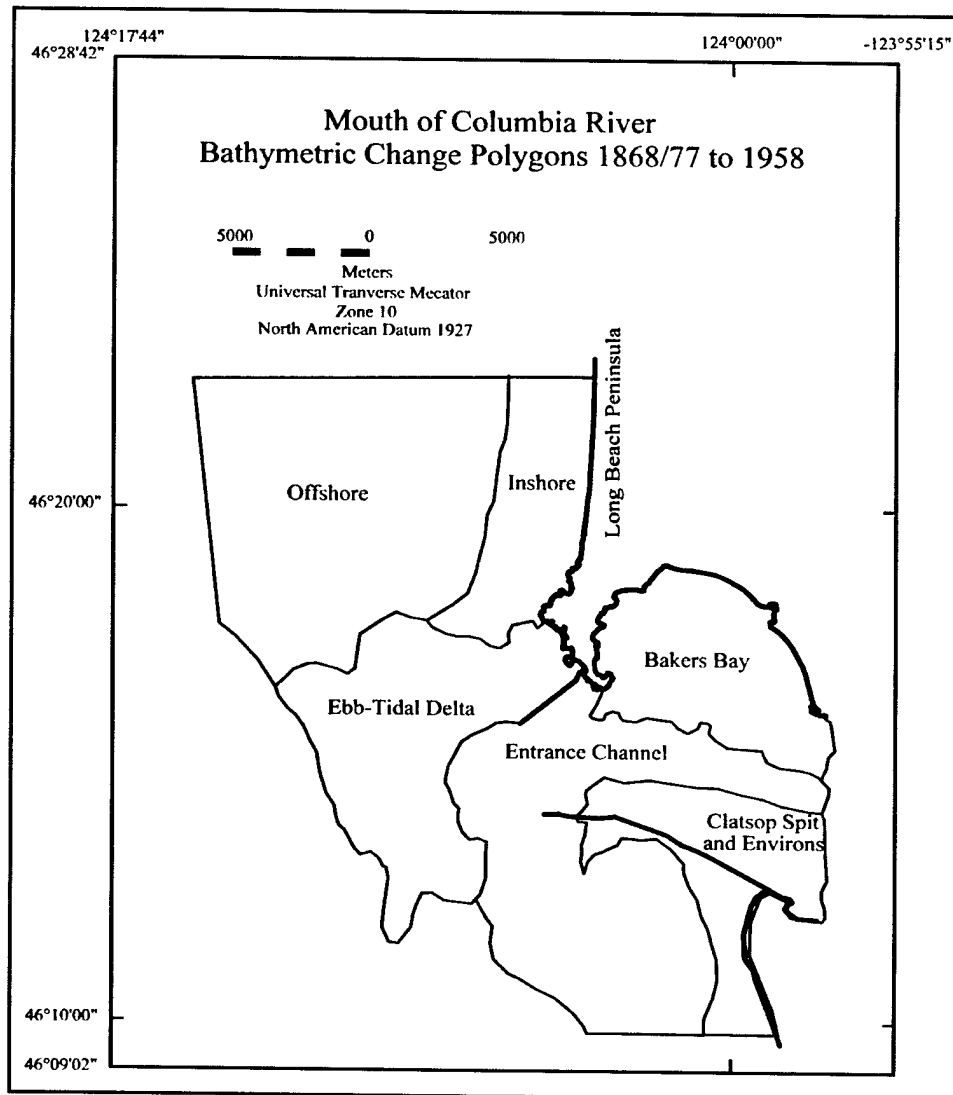 124°17'44" 124°00'00" -123°55'15"
46°28'42"
Mouth of Columbia River
Bathymetric Change Polygons 1868/77 to 1958
5000 0 5000
Meters
Universal Tranverse Mecator
Zone 10
North American Datum 1927
Long Beach Peninsula
Offshore
Inshore
46°20'00"
Bakers Bay
Ebb-Tidal Delta
Entrance Channel
Clatsop Spit
and Environs
46°10'00"
46°09'02"